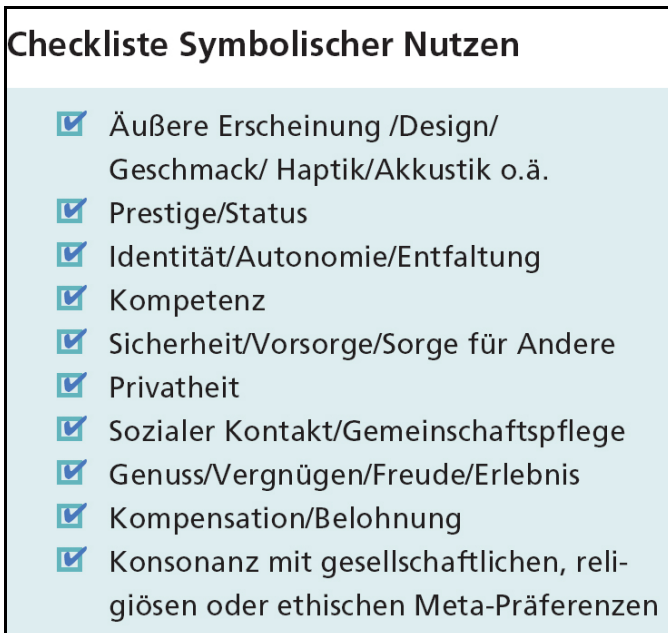 Checkliste Symbolischer Nutzen
Äußere Erscheinung /Design/
Geschmack/ Haptik/Akkustik o.ä.
Prestige/Status
Identität/Autonomie/Entfaltung
Kompetenz
Sicherheit/Vorsorge/Sorge für Andere
Privatheit
Sozialer Kontakt/Gemeinschaftspflege
Genuss/Vergnügen/Freude/Erlebnis
Kompensation/Belohnung
Konsonanz mit gesellschaftlichen, reli-
giösen oder ethischen Meta-Präferenzen